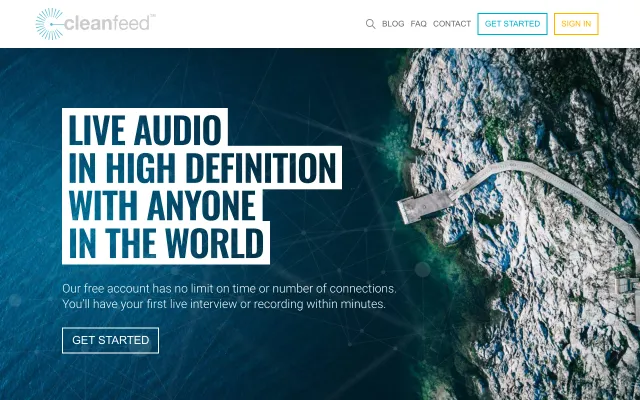 cleanfeed™
BLOG FAQ CONTACT GET STARTED SIGN IN
LIVE AUDIO
IN HIGH DEFINITION
WITH ANYONE
IN THE WORLD
Our free account has no limit on time or number of connections.
You'll have your first live interview or recording within minutes.
GET STARTED